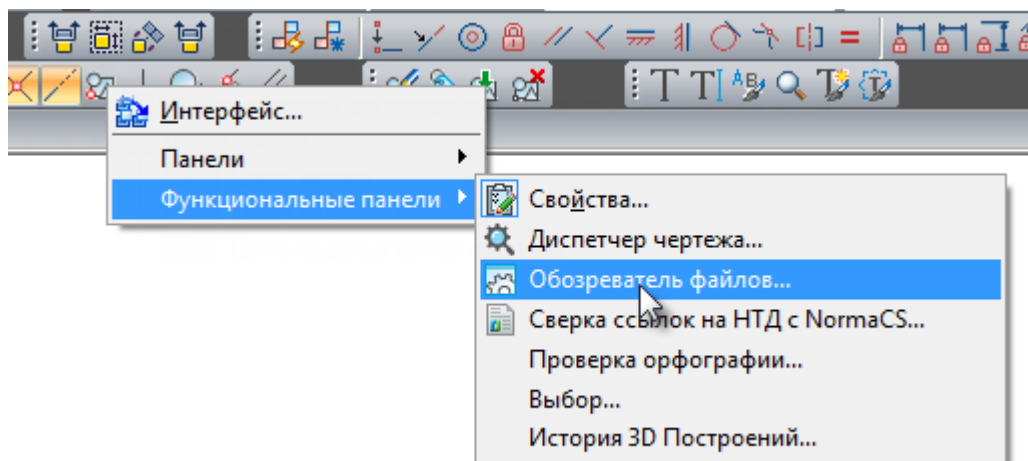 Интерфейс...
Панели
Функциональные панели
Свойства...
Диспетчер чертежа...
Обозреватель файлов...
Сверка ссылок на НТД с NormaCS...
Проверка орфографии...
Выбор...
История 3D Построений...